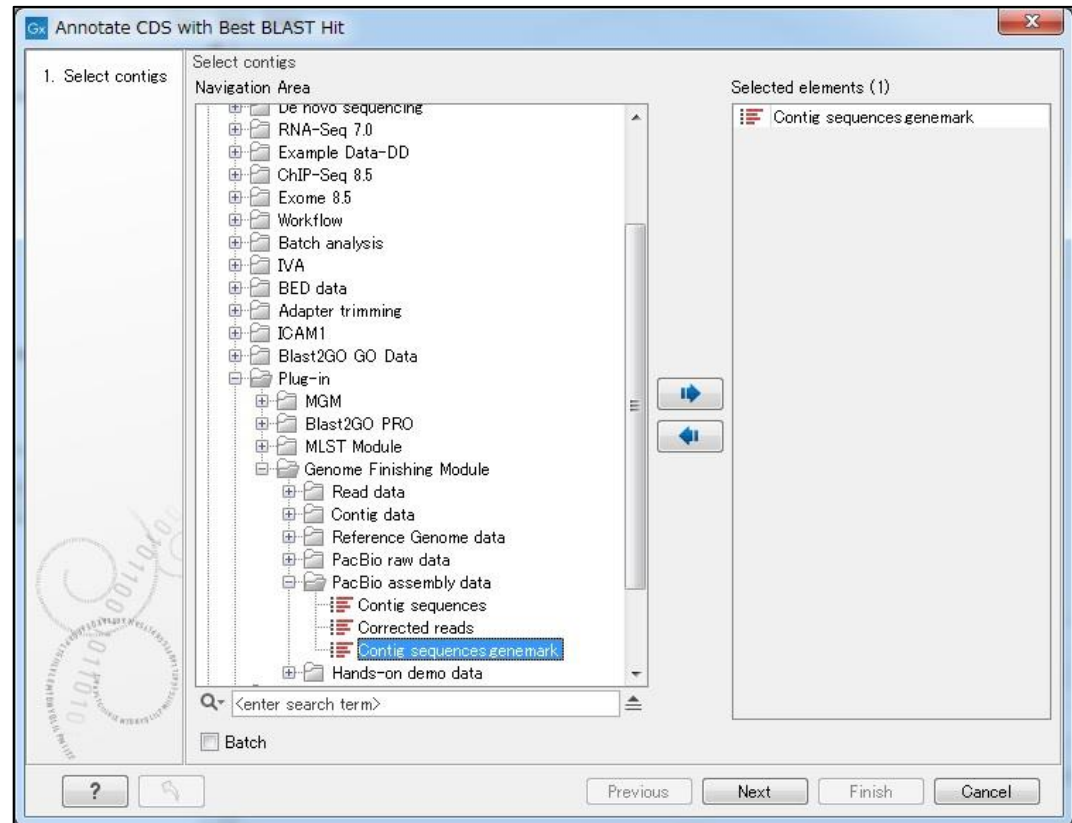 Gx Annotate CDS with Best BLAST Hit
1. Select contigs
Select contigs
Navigation Area
De novo sequencing
RNA-Seq 7.0
Example Data-DD
ChIP-Seq 8.5
Exome 8.5
Workflow
Batch analysis
IVA
BED data
Adapter trimming
ICAM1
Blast2GO GO Data
Plug-in
MGM
Blast2GO PRO
MLST Module
Genome Finishing Module
Read data
Contig data
Reference Genome data
PacBio raw data
PacBio assembly data
Contig sequences
Corrected reads
Contig sequences genemark
Hands-on demo data
<enter search term>
Batch
Selected elements (1)
Contig sequences genemark
?
Previous
Next
Finish
Cancel